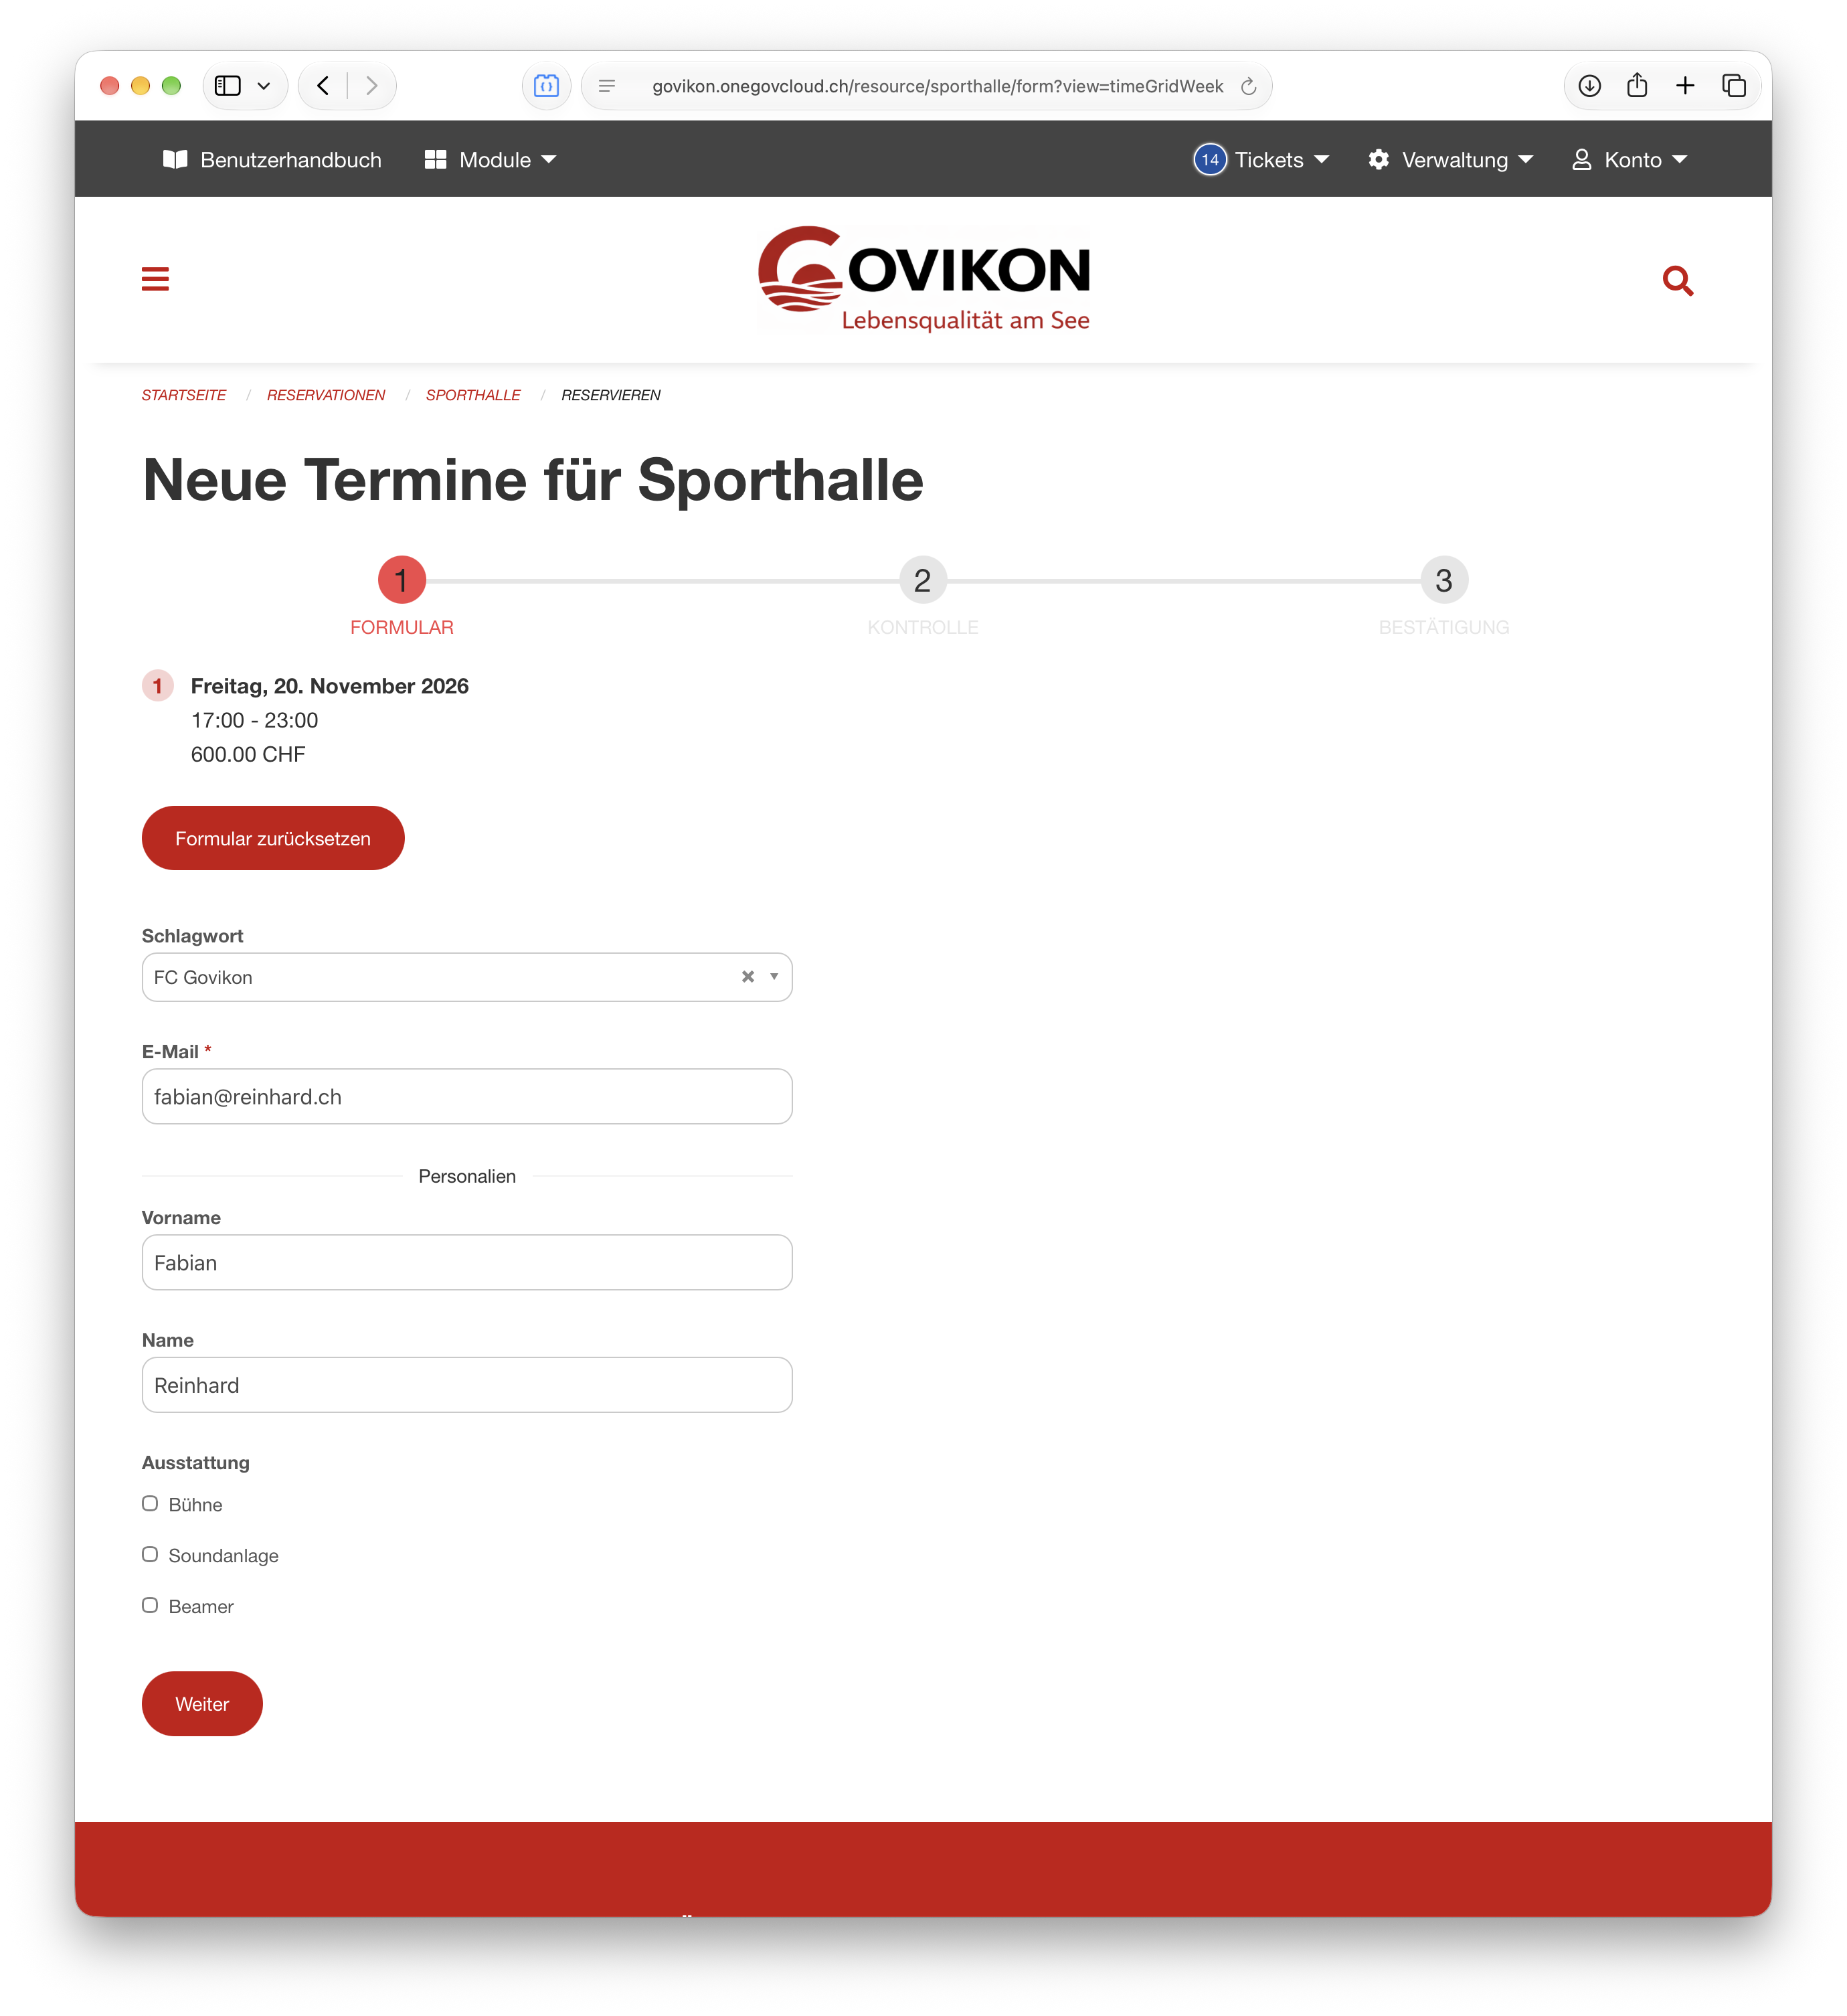 govikon.onegovcloud.ch/resource/sporthalle/form?view=timeGridWeek
Benutzerhandbuch Module 14 Tickets Verwaltung Konto
GOVIKON
Lebensqualität am See
STARTSEITE / RESERVATIONEN / SPORTHALLE / RESERVIEREN
Neue Termine für Sporthalle
1 2 3
FORMULAR KONTROLLE BESTÄTIGUNG
1 Freitag, 20. November 2026
17:00 - 23:00
600.00 CHF
Formular zurücksetzen
Schlagwort
FC Govikon
E-Mail *
fabian@reinhard.ch
Personalien
Vorname
Fabian
Name
Reinhard
Ausstattung
Bühne
Soundanlage
Beamer
Weiter